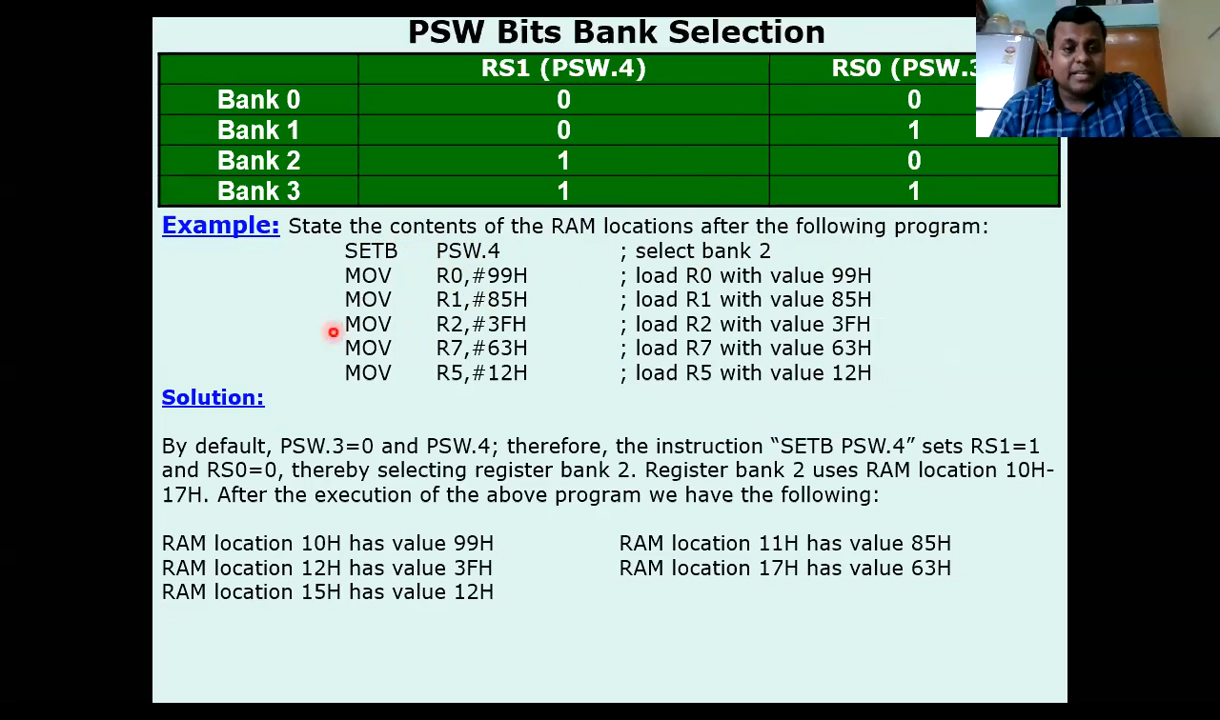 PSW Bits Bank Selection
RS1 (PSW.4) RS0 (PSW.3
Bank 0 0 0
Bank 1 0 1
Bank 2 1 0
Bank 3 1 1
Example: State the contents of the RAM locations after the following program:
SETB PSW.4 ; select bank 2
MOV R0,#99H ; load R0 with value 99H
MOV R1,#85H ; load R1 with value 85H
MOV R2,#3FH ; load R2 with value 3FH
MOV R7,#63H ; load R7 with value 63H
MOV R5,#12H ; load R5 with value 12H
Solution:
By default, PSW.3=0 and PSW.4; therefore, the instruction “SETB PSW.4” sets RS1=1
and RS0=0, thereby selecting register bank 2. Register bank 2 uses RAM location 10H-
17H. After the execution of the above program we have the following:
RAM location 10H has value 99H RAM location 11H has value 85H
RAM location 12H has value 3FH RAM location 17H has value 63H
RAM location 15H has value 12H